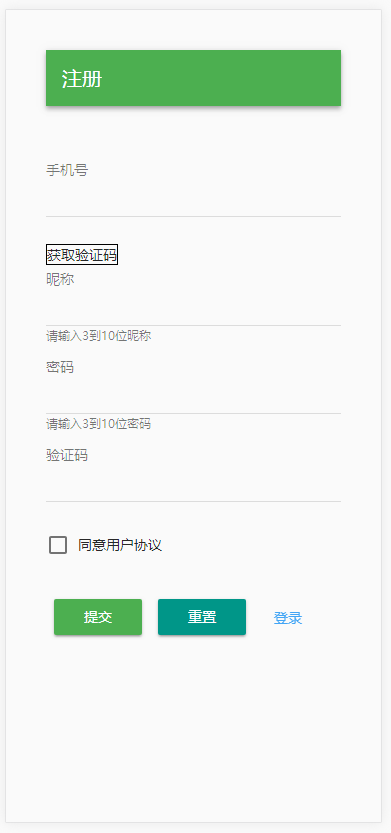 注册
手机号
获取验证码
昵称
请输入3到10位昵称
密码
请输入3到10位密码
验证码
同意用户协议
提交 重置 登录